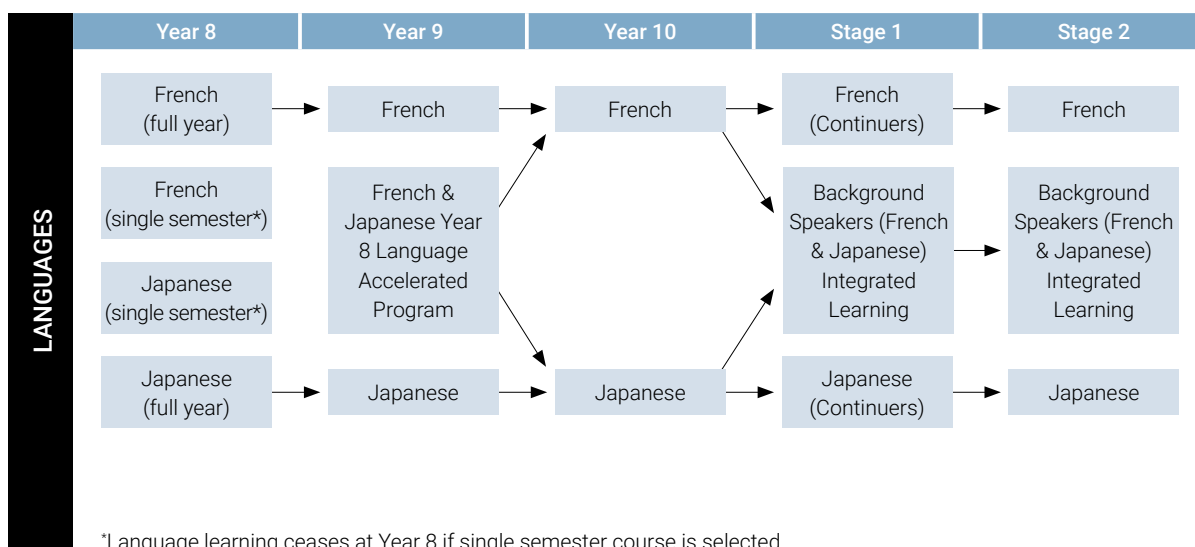 LANGUAGES
Year 8
Year 9
Year 10
Stage 1
Stage 2
French
(full year)
French
French
French
(Continuers)
French
French
(single semester*)
Japanese
(single semester*)
French &
Japanese Year
8 Language
Accelerated
Program
Background
Speakers (French
& Japanese)
Integrated
Learning
Background
Speakers (French
& Japanese)
Integrated
Learning
Japanese
(full year)
Japanese
Japanese
Japanese
(Continuers)
Japanese
*Language learning ceases at Year 8 if single semester course is selected